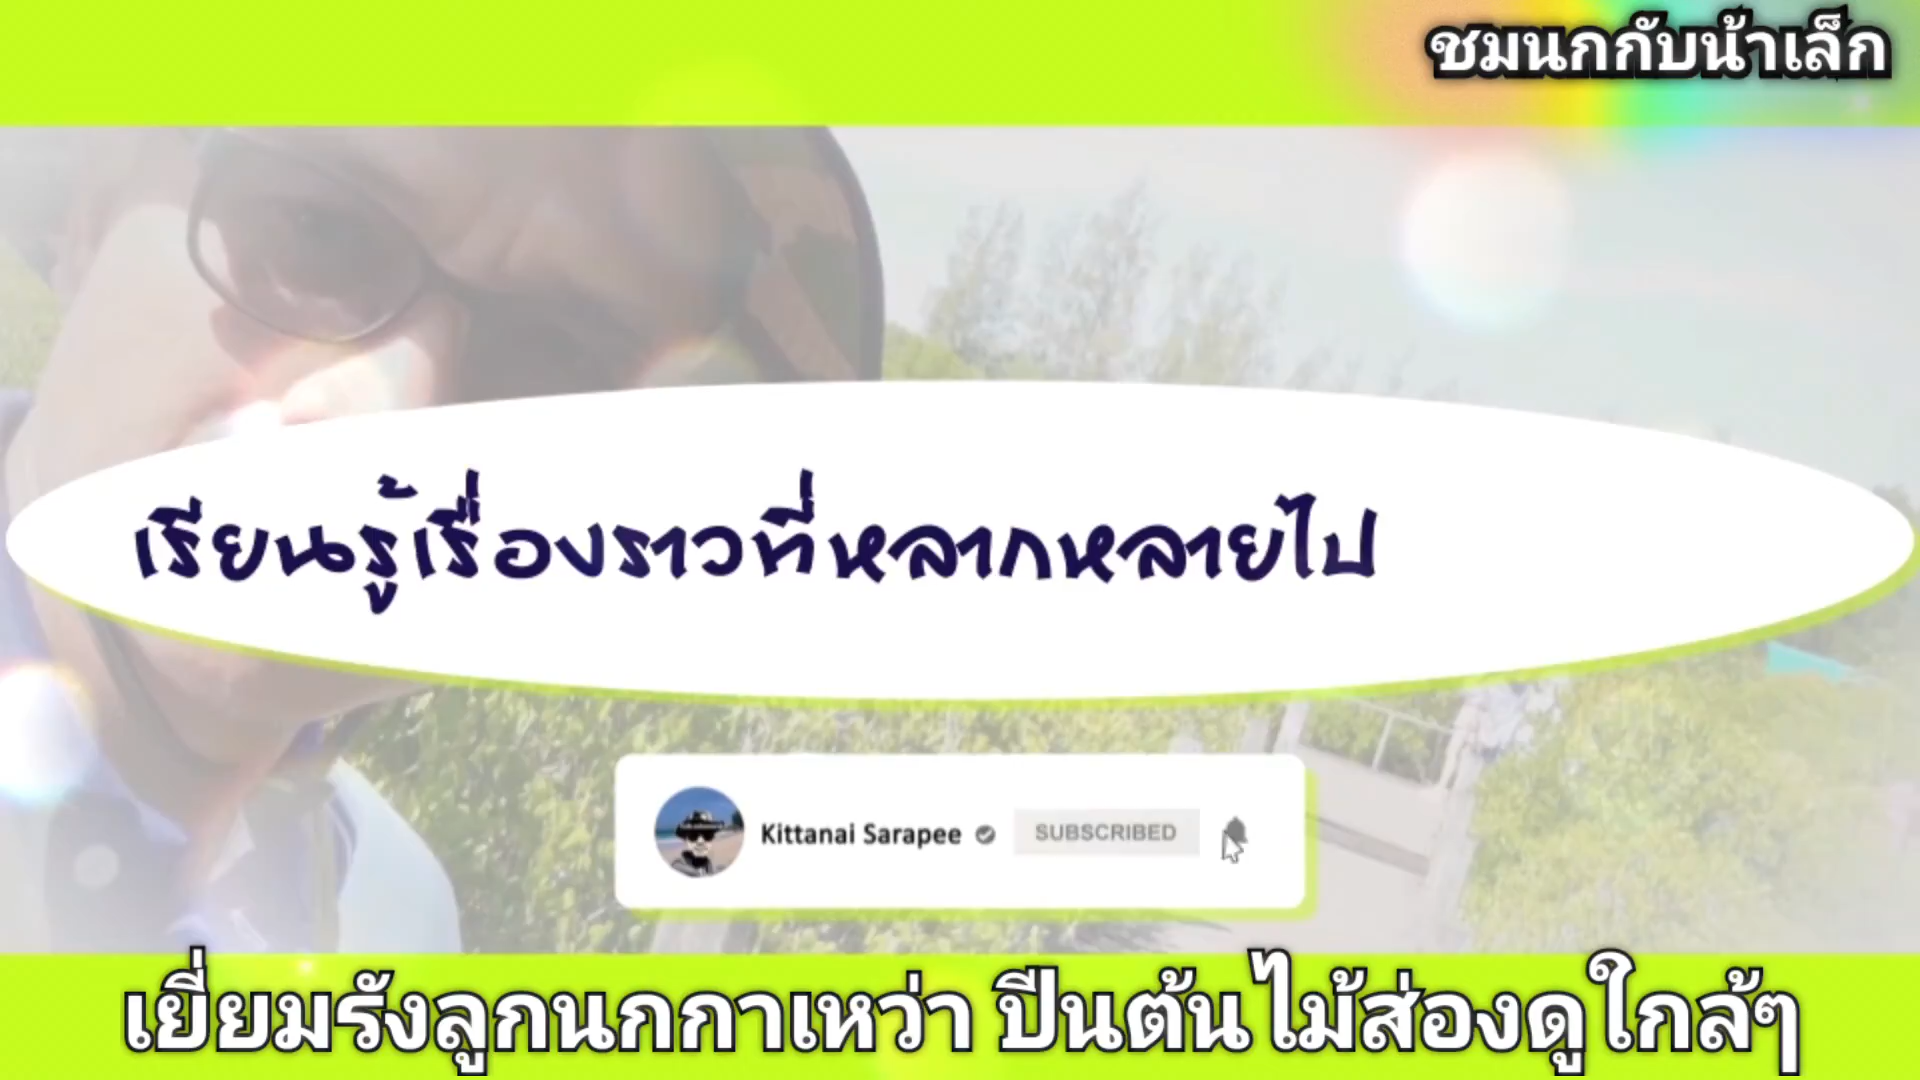 ชมนกกับน้าเล็ก
เรียนรู้เรื่องราวที่หลากหลายไป
Kittanai Sarapee SUBSCRIBED
เยี่ยมรังลูกนกกาเหว่า ปีนต้นไม้ส่องดูใกล้ๆ